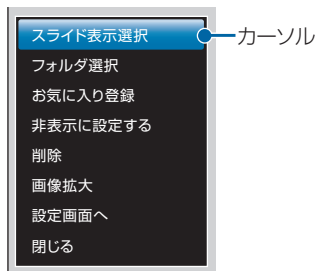 スライド表示選択
カーソル
フォルダ選択
お気に入り登録
非表示に設定する
削除
画像拡大
設定画面へ
閉じる